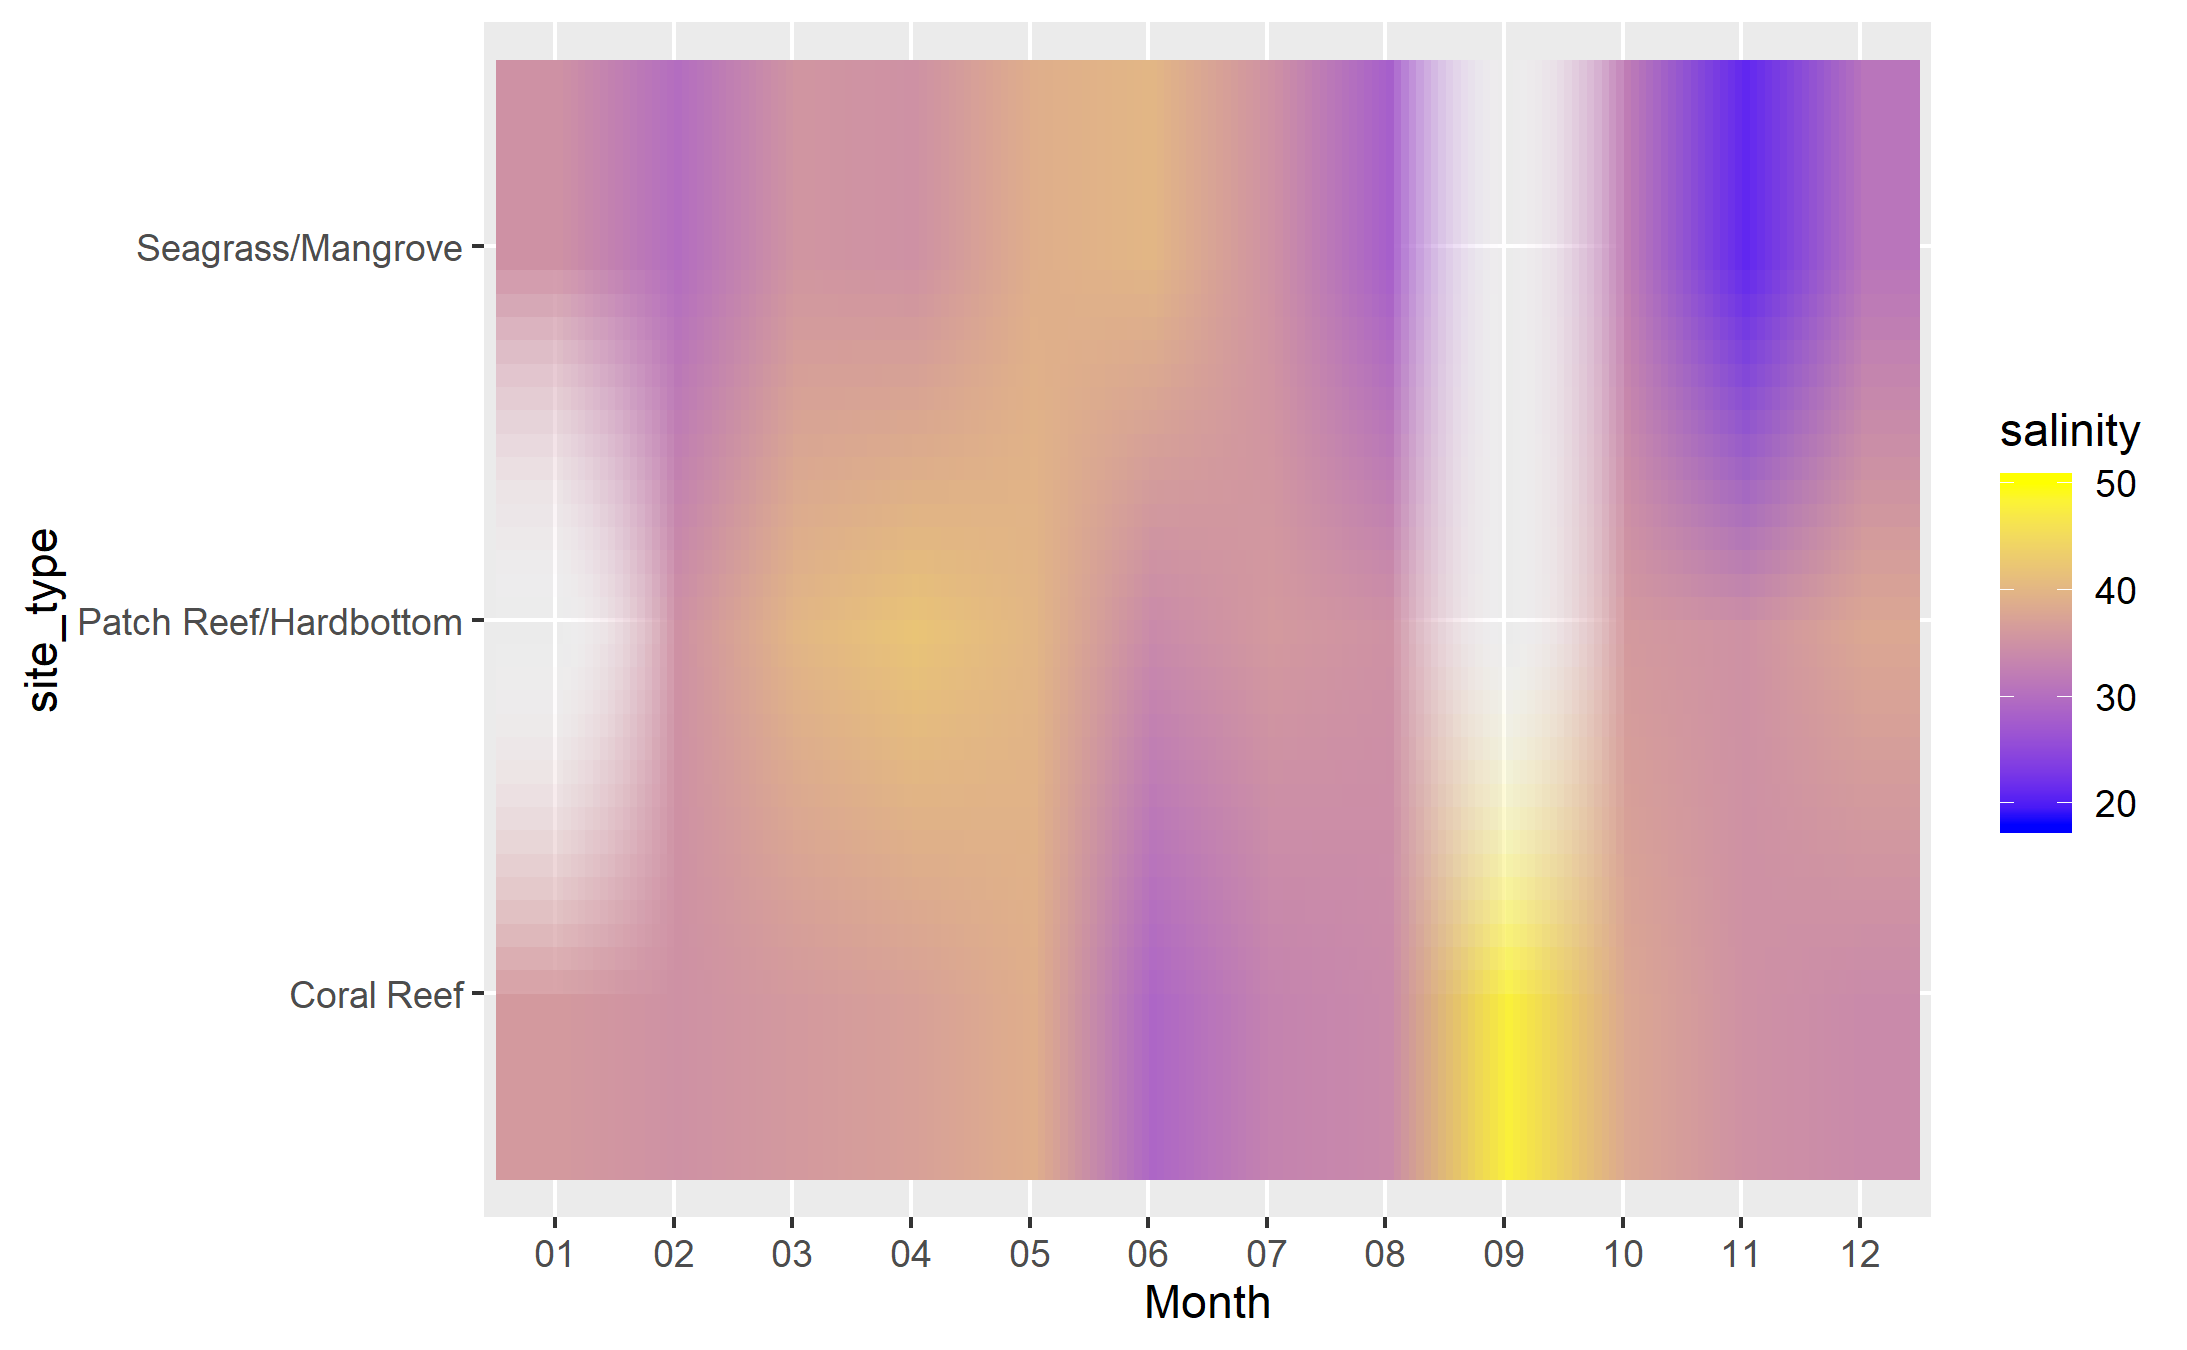 site_type
Seagrass/Mangrove
Patch Reef/Hardbottom
Coral Reef
01 02 03 04 05 06 07 08 09 10 11 12
Month
salinity
50
40
30
20